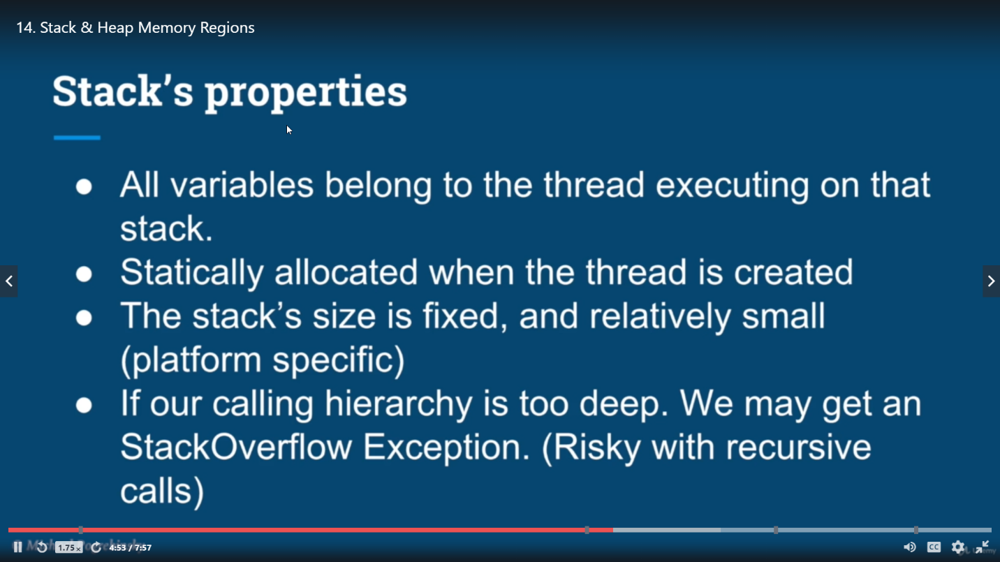 14. Stack & Heap Memory Regions
Stack’s properties
● All variables belong to the thread executing on that
stack.
● Statically allocated when the thread is created
● The stack’s size is fixed, and relatively small
(platform specific)
● If our calling hierarchy is too deep. We may get an
StackOverflow Exception. (Risky with recursive
calls)
1.75x
4:53 / 7:57
CC